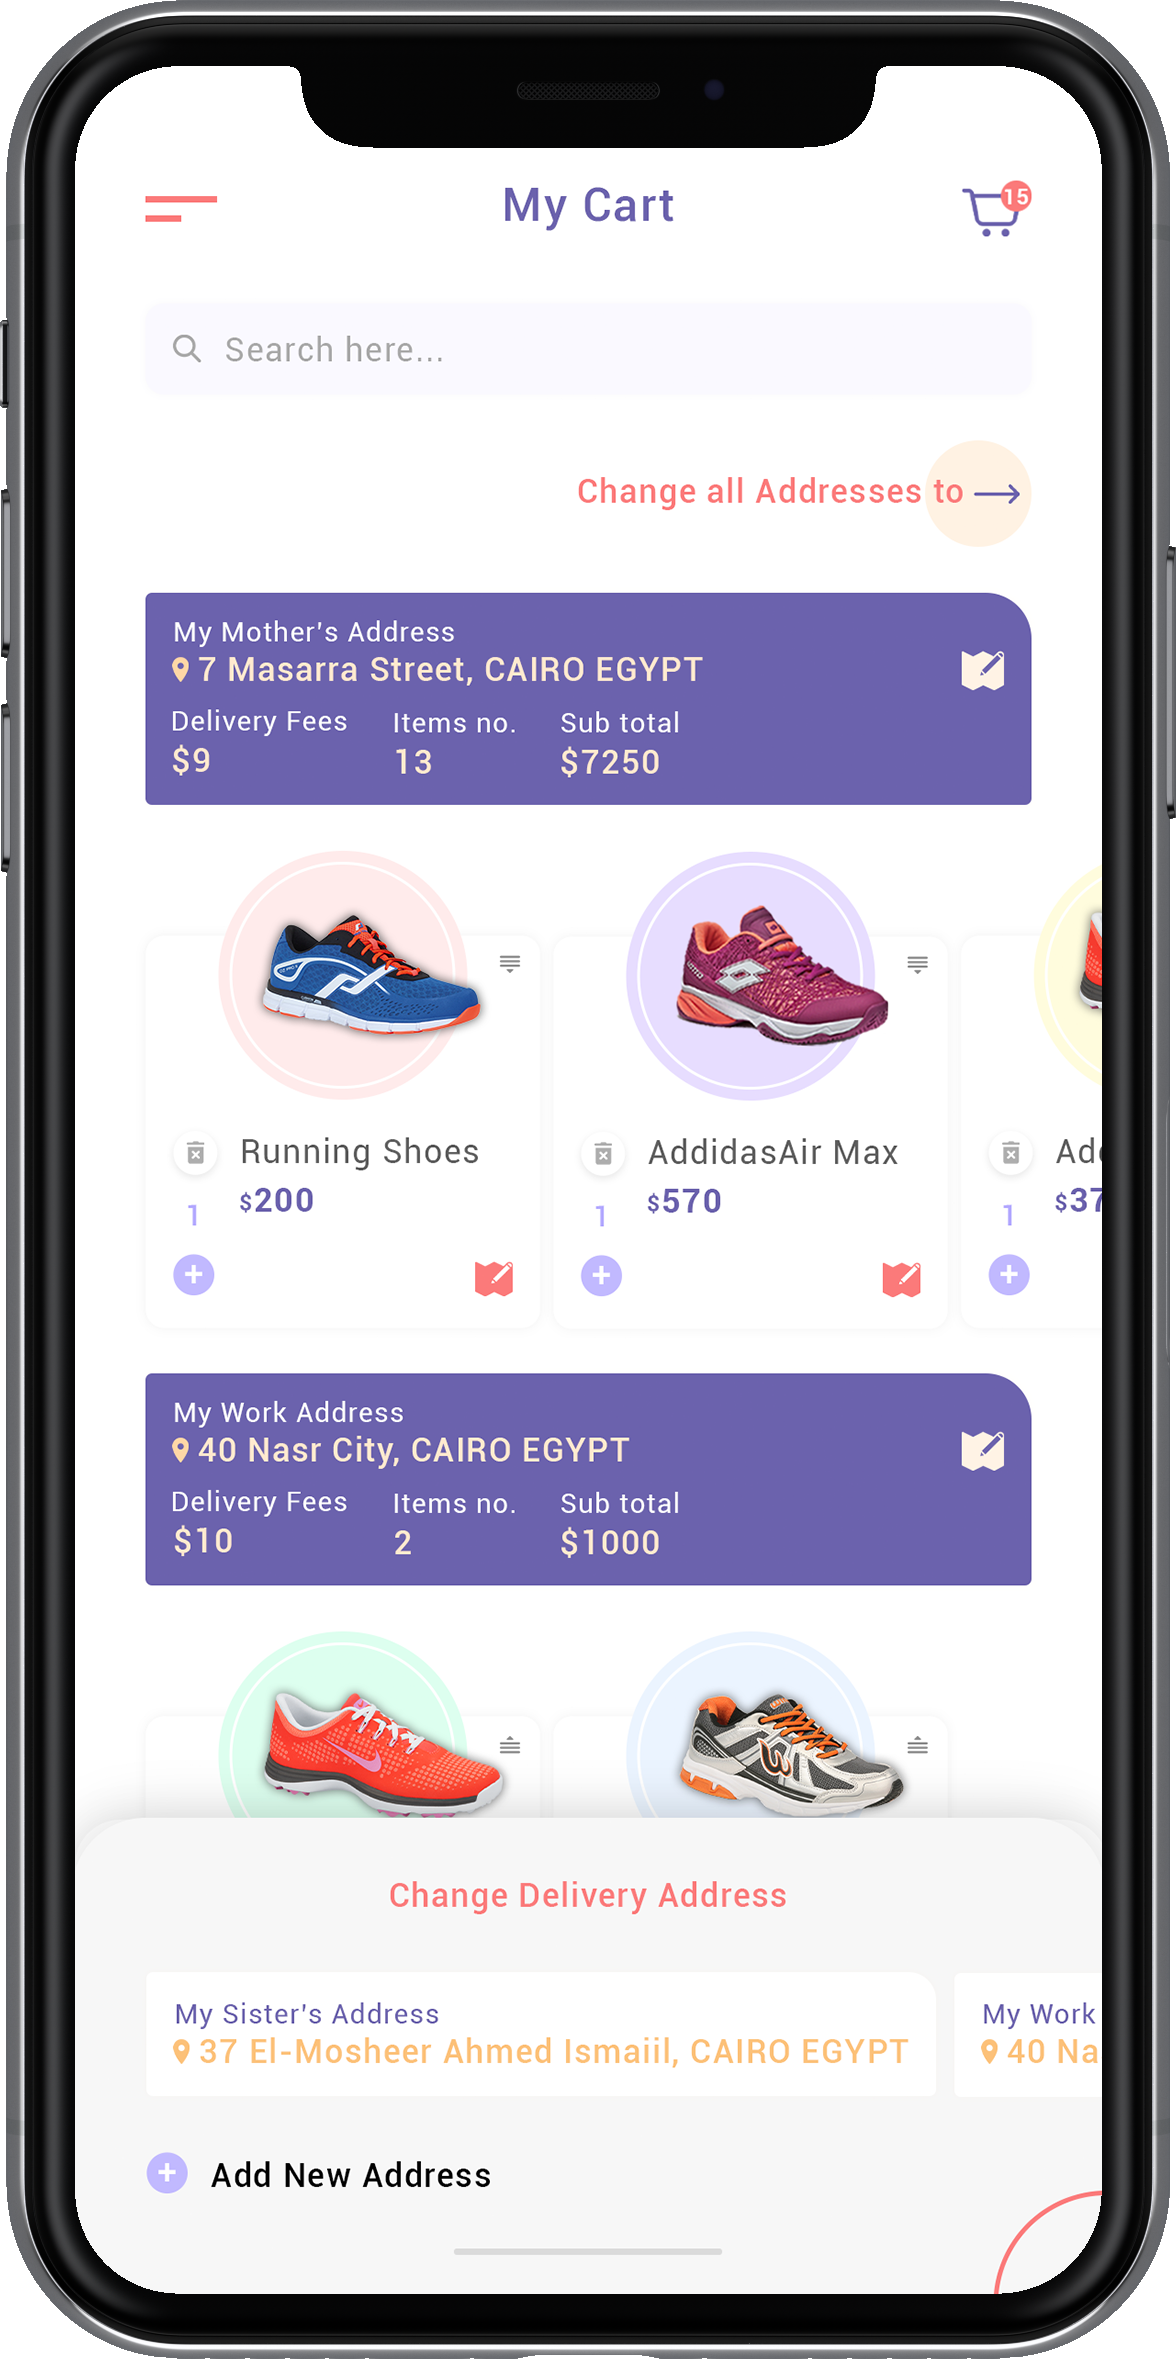 My Cart
15
Search here...
Change all Addresses to
My Mother's Address
7 Masarra Street, CAIRO EGYPT
Delivery Fees Items no. Sub total
$9 13 $7250
Running Shoes AddidasAir Max Add
$200 $570 $37
1 1 1
My Work Address
40 Nasr City, CAIRO EGYPT
Delivery Fees Items no. Sub total
$10 2 $1000
Change Delivery Address
My Sister's Address My Work
37 El-Mosheer Ahmed Ismaiil, CAIRO EGYPT 40 Na
Add New Address